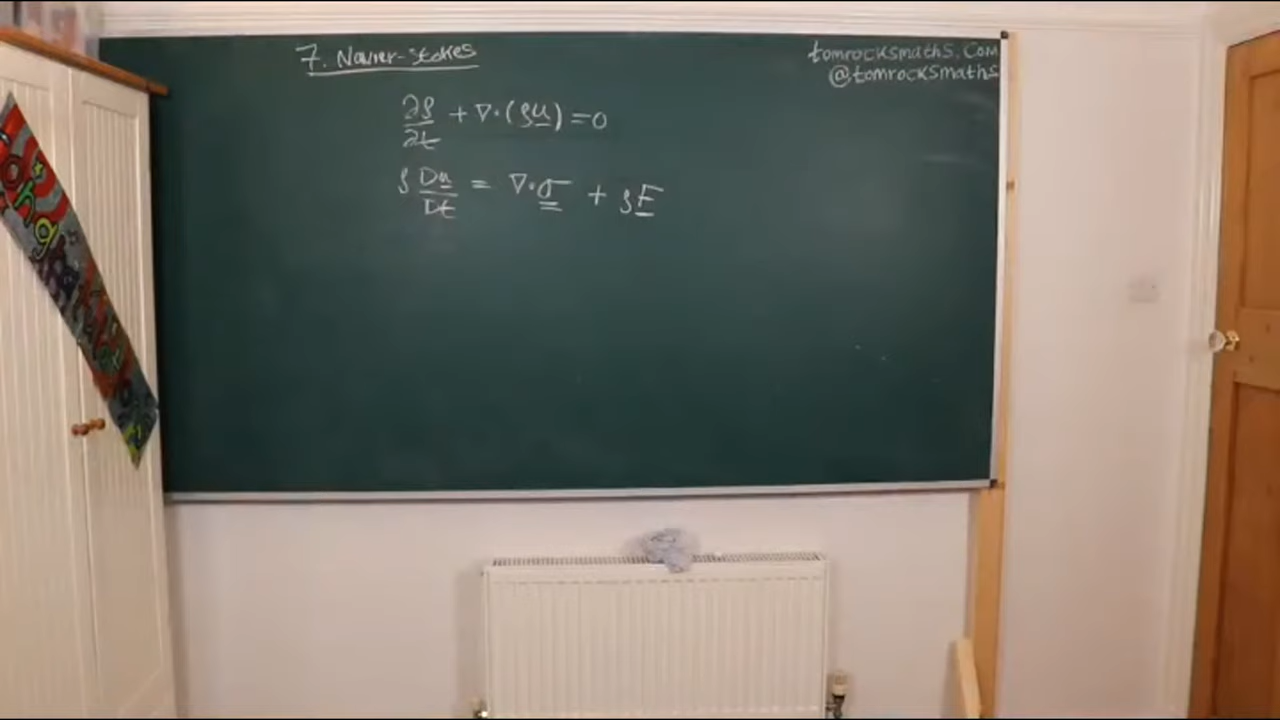 7. Navier-Stokes
tomrocksmaths.com
@tomrocksmaths
∂ρ/∂t + ∇·(ρu) = 0
ρ Du/Dt = ∇·σ + ρF